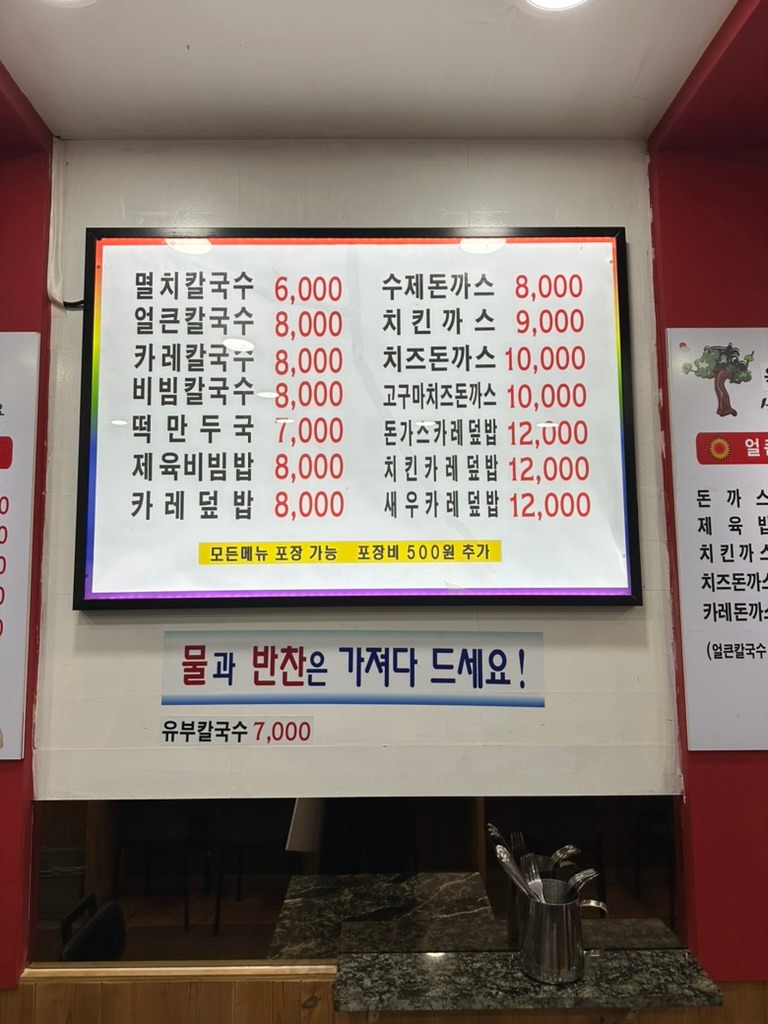 멸치칼국수 6,000
얼큰칼국수 8,000
카레칼국수 8,000
비빔칼국수 8,000
떡만두국 7,000
제육비빔밥 8,000
카레덮밥 8,000
수제돈까스 8,000
치킨까스 9,000
치즈돈까스 10,000
고구마치즈돈까스 10,000
돈가스카레덮밥 12,000
치킨카레덮밥 12,000
새우카레덮밥 12,000
모든메뉴 포장 가능 포장비 500원 추가
물과 반찬은 가져다 드세요!
유부칼국수 7,000
돈까스
제육
치킨까
치즈돈까
카레돈까
(얼큰칼국수